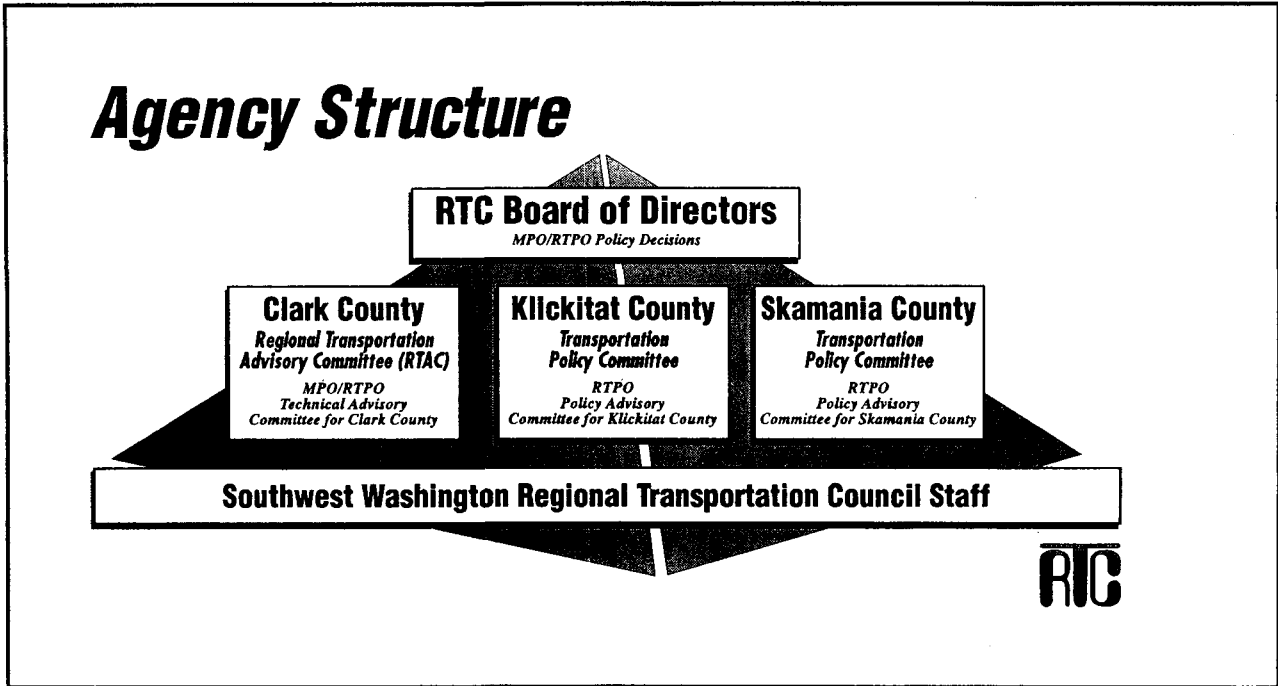 Agency Structure
RTC Board of Directors
MPO/RTPO Policy Decisions
Clark County
Regional Transportation
Advisory Committee (RTAC)
MPO/RTPO
Technical Advisory
Committee for Clark County
Klickitat County
Transportation
Policy Committee
RTPO
Policy Advisory
Committee for Klickitat County
Skamania County
Transportation
Policy Committee
RTPO
Policy Advisory
Committee for Skamania County
Southwest Washington Regional Transportation Council Staff
RTC